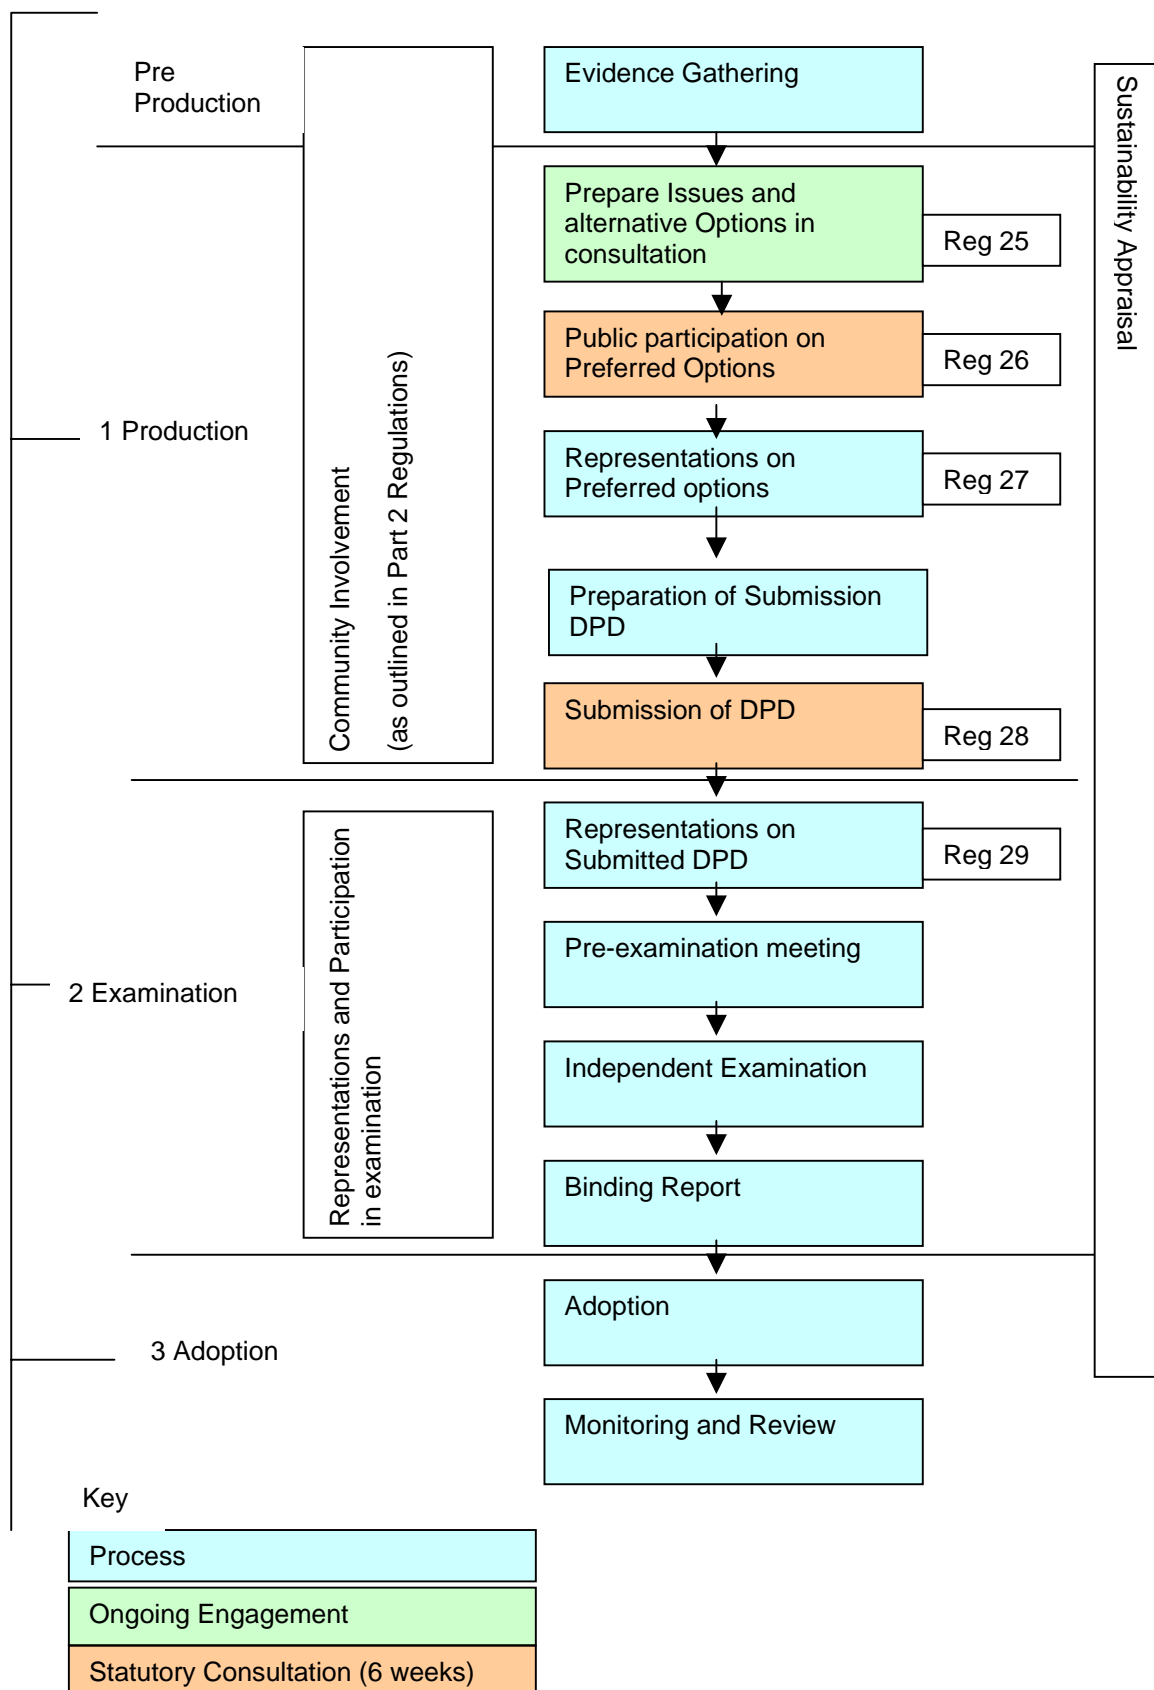 Pre
Production
Evidence Gathering
Sustainability Appraisal
Prepare Issues and
alternative Options in
consultation
Reg 25
Public participation on
Preferred Options
Reg 26
1 Production
Community Involvement
(as outlined in Part 2 Regulations)
Representations on
Preferred options
Reg 27
Preparation of Submission
DPD
Submission of DPD
Reg 28
Representations on
Submitted DPD
Reg 29
Pre-examination meeting
2 Examination
Representations and Participation
in examination
Independent Examination
Binding Report
Adoption
3 Adoption
Monitoring and Review
Key
Process
Ongoing Engagement
Statutory Consultation (6 weeks)